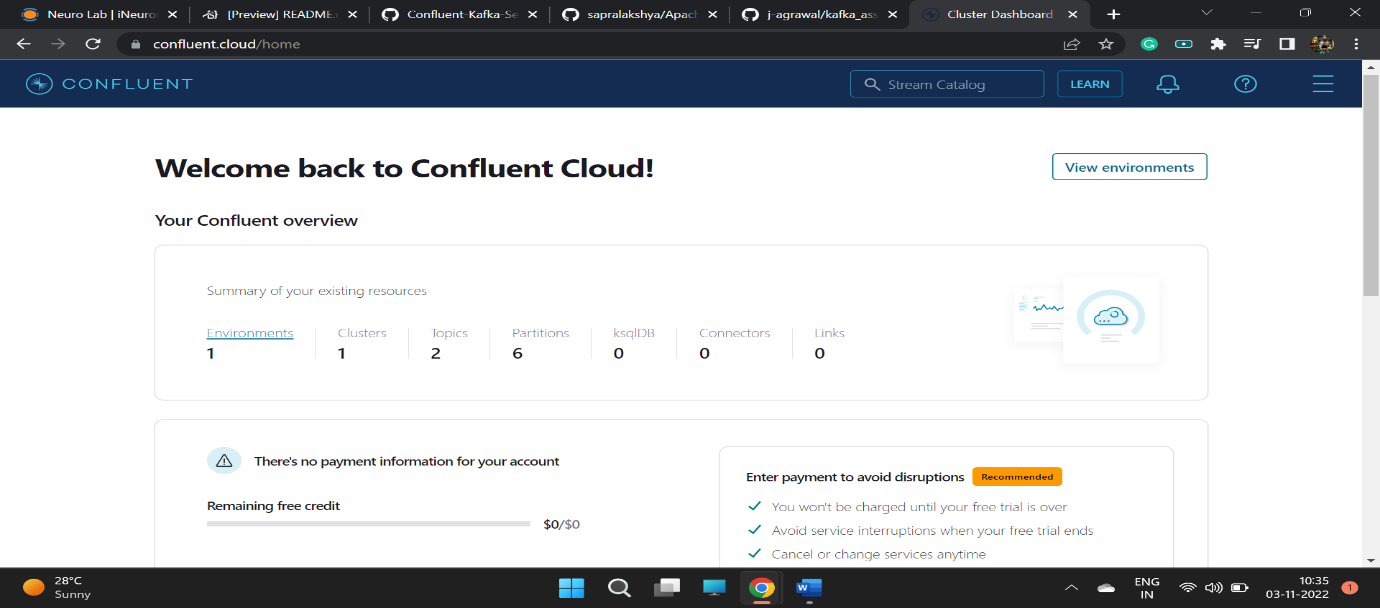 Neuro Lab | iNeuro
[Preview] README.
Confluent-Kafka-Se
sapralakshya/Apach
j-agrawal/kafka_ass
Cluster Dashboard
confluent.cloud/home
CONFLUENT
Stream Catalog
LEARN
Welcome back to Confluent Cloud!
View environments
Your Confluent overview
Summary of your existing resources
Environments Clusters Topics Partitions ksqlDB Connectors Links
1 1 2 6 0 0 0
There's no payment information for your account
Remaining free credit
$0/$0
Enter payment to avoid disruptions Recommended
You won't be charged until your free trial is over
Avoid service interruptions when your free trial ends
Cancel or change services anytime
28°C
Sunny
ENG
IN
10:35
03-11-2022
1